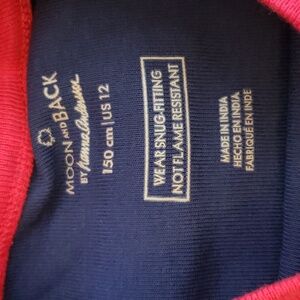 MOON AND BACK
BY Hanna Andersson
150 cm | US 12
WEAR SNUG-FITTING
NOT FLAME RESISTANT
MADE IN INDIA
HECHO EN INDIA
FABRIQUÉ EN INDE